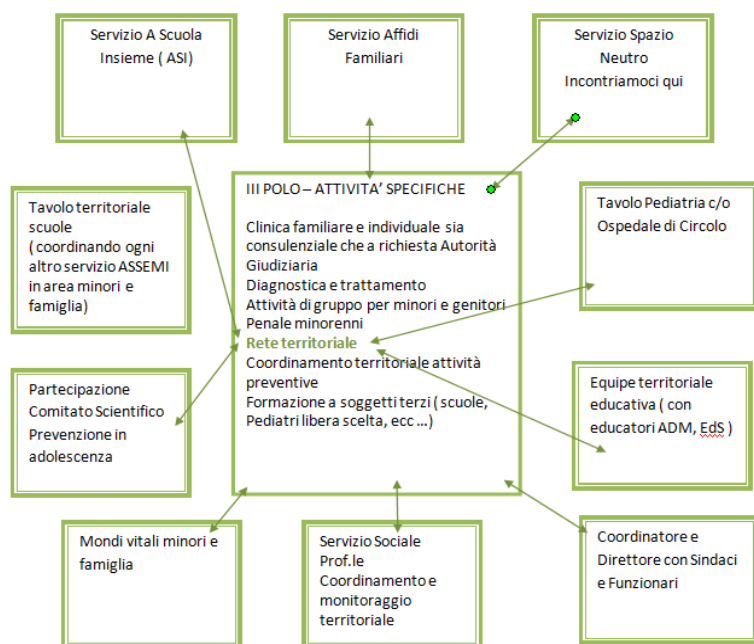 Servizio A Scuola
Insieme ( ASI)
Servizio Affidi
Familiari
Servizio Spazio
Neutro
Incontriamoci qui
Tavolo territoriale
scuole
( coordinando ogni
altro servizio ASSEMI
in area minori e
famiglia)
III POLO – ATTIVITA’ SPECIFICHE
Clinica familiare e individuale sia
consulenziale che a richiesta Autorità
Giudiziaria
Diagnostica e trattamento
Attività di gruppo per minori e genitori
Penale minorenni
Rete territoriale
Coordinamento territoriale attività
preventive
Formazione a soggetti terzi ( scuole,
Pediatri libera scelta, ecc …)
Tavolo Pediatria c/o
Ospedale di Circolo
Partecipazione
Comitato Scientifico
Prevenzione in
adolescenza
Equipe territoriale
educativa ( con
educatori ADM, EdS )
Mondi vitali minori e
famiglia
Servizio Sociale
Prof.le
Coordinamento e
monitoraggio
territoriale
Coordinatore e
Direttore con Sindaci
e Funzionari